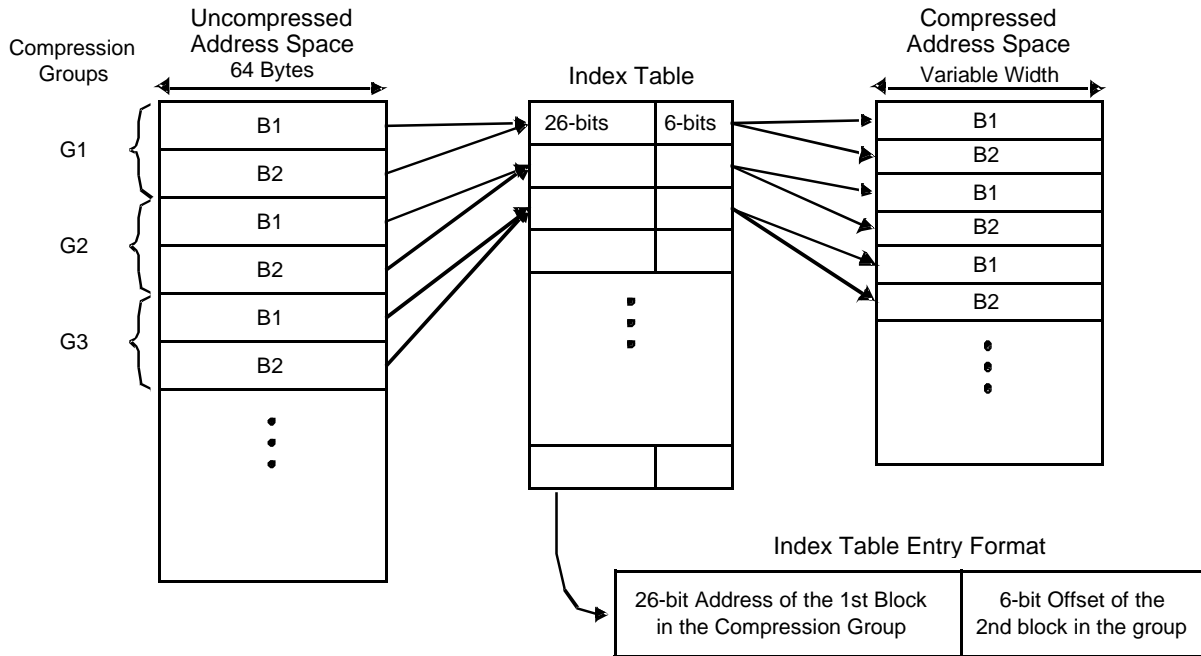 Compression
Groups
Uncompressed
Address Space
64 Bytes
Index Table
Compressed
Address Space
Variable Width
G1
B1
B2
G2
B1
B2
G3
B1
B2
26-bits
6-bits
B1
B2
B1
B2
B1
B2
Index Table Entry Format
26-bit Address of the 1st Block
in the Compression Group
6-bit Offset of the
2nd block in the group